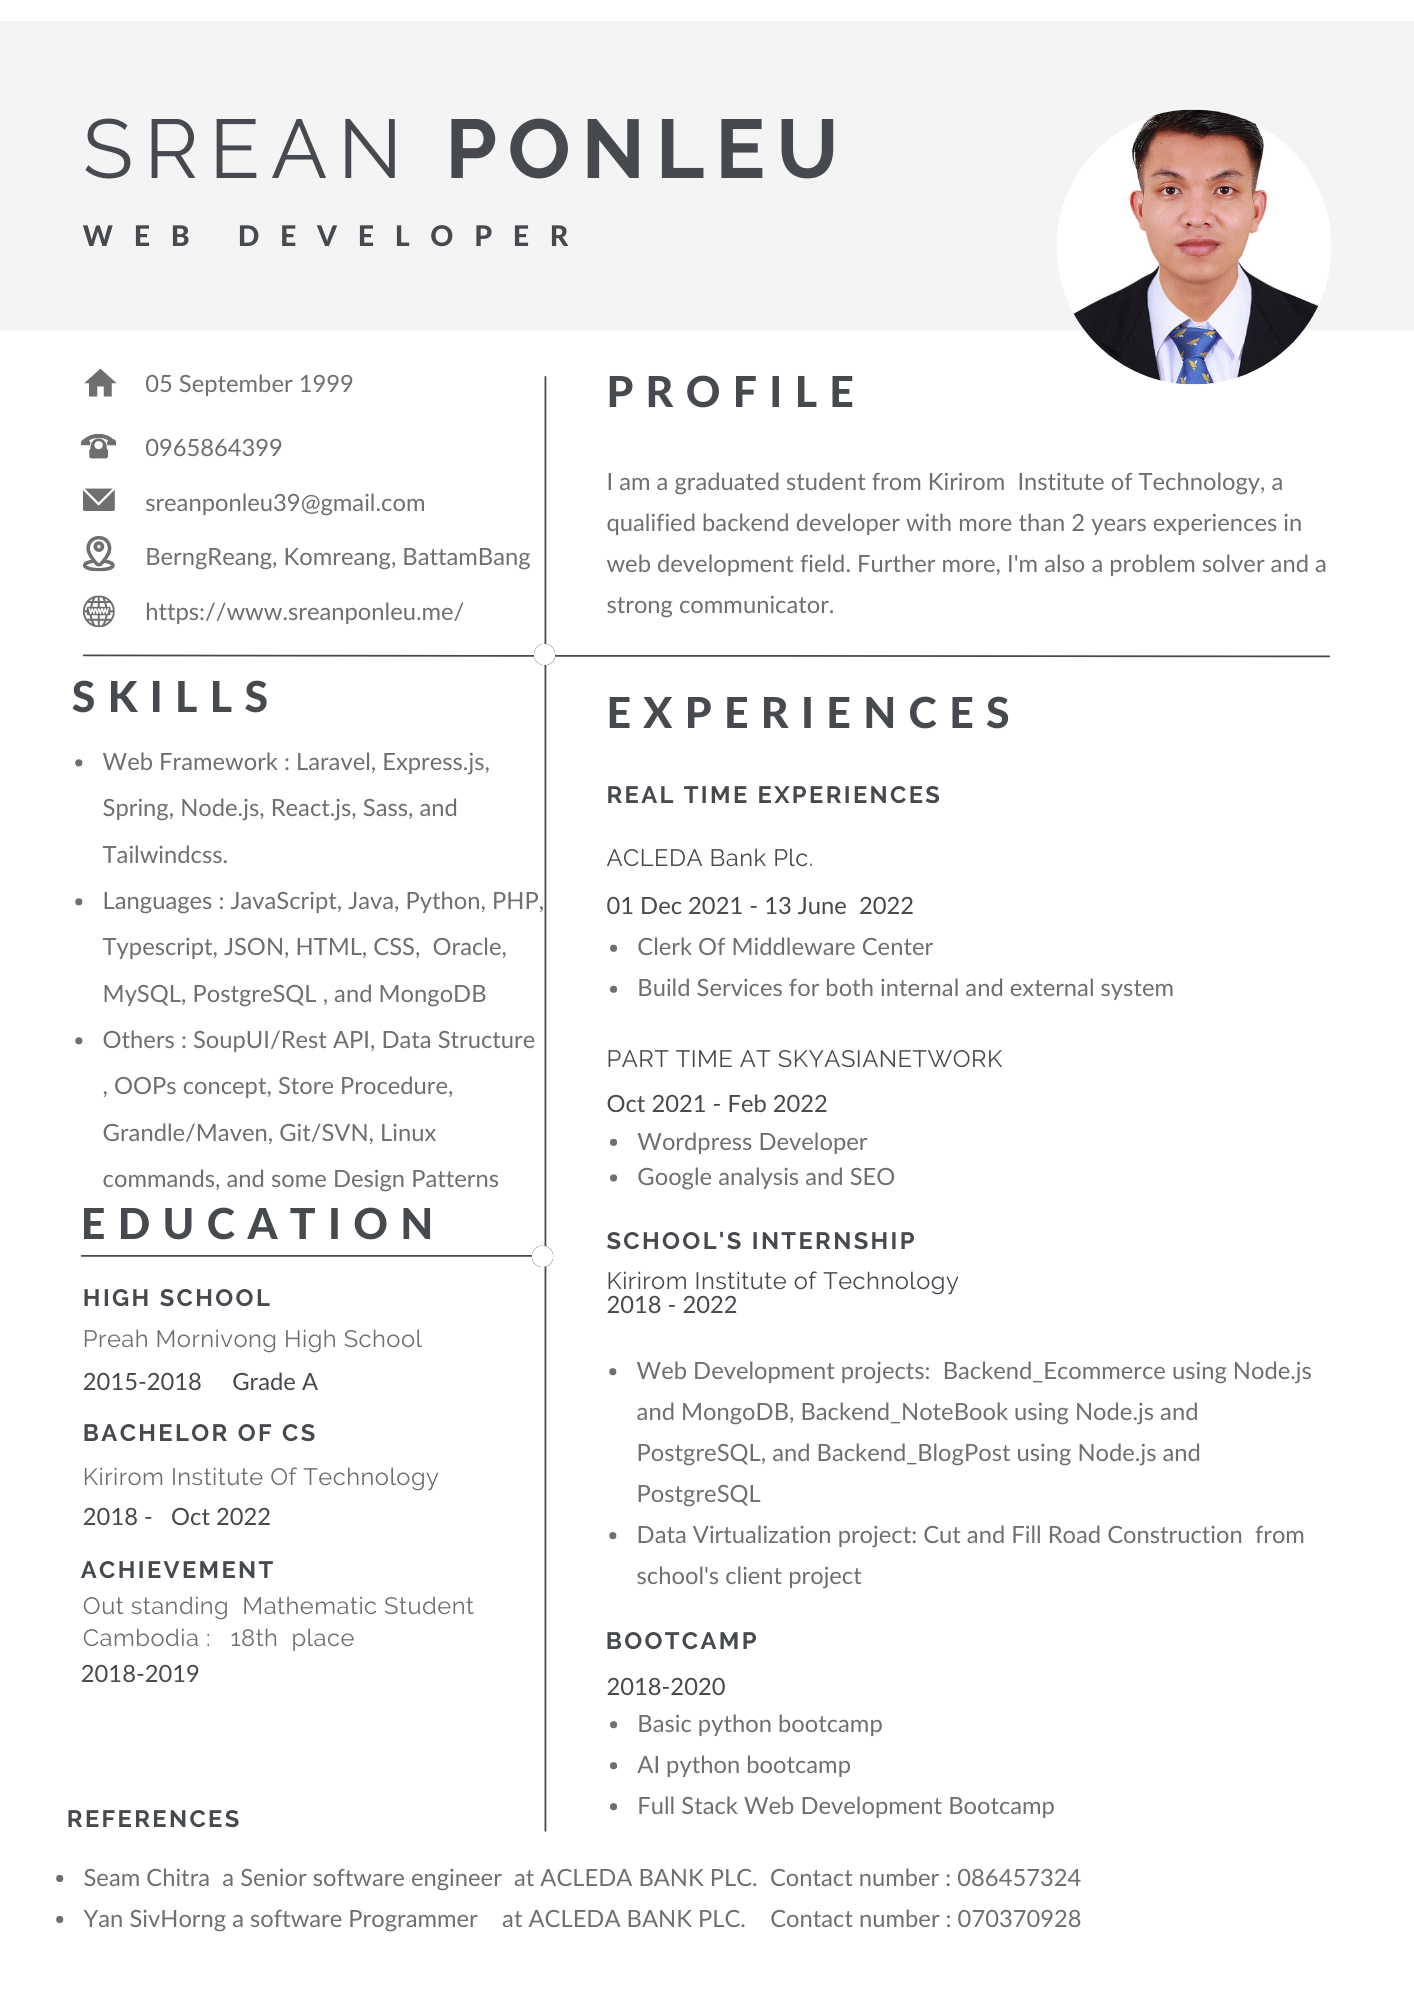 SREAN PONLEU
WEB DEVELOPER
05 September 1999
0965864399
sreanponleu39@gmail.com
BerngReang, Komreang, BattamBang
https://www.sreanponleu.me/
PROFILE
I am a graduated student from Kirirom Institute of Technology, a
qualified backend developer with more than 2 years experiences in
web development field. Further more, I'm also a problem solver and a
strong communicator.
SKILLS
• Web Framework : Laravel, Express.js,
Spring, Node.js, React.js, Sass, and
Tailwindcss.
• Languages : JavaScript, Java, Python, PHP,
Typescript, JSON, HTML, CSS, Oracle,
MySQL, PostgreSQL , and MongoDB
• Others : SoupUI/Rest API, Data Structure
, OOPs concept, Store Procedure,
Grandle/Maven, Git/SVN, Linux
commands, and some Design Patterns
EDUCATION
HIGH SCHOOL
Preah Mornivong High School
2015-2018 Grade A
BACHELOR OF CS
Kirirom Institute Of Technology
2018 - Oct 2022
ACHIEVEMENT
Out standing Mathematic Student
Cambodia : 18th place
2018-2019
EXPERIENCES
REAL TIME EXPERIENCES
ACLEDA Bank Plc.
01 Dec 2021 - 13 June 2022
• Clerk Of Middleware Center
• Build Services for both internal and external system
PART TIME AT SKYASIANETWORK
Oct 2021 - Feb 2022
• Wordpress Developer
• Google analysis and SEO
SCHOOL'S INTERNSHIP
Kirirom Institute of Technology
2018 - 2022
• Web Development projects: Backend_Ecommerce using Node.js
and MongoDB, Backend_NoteBook using Node.js and
PostgreSQL, and Backend_BlogPost using Node.js and
PostgreSQL
• Data Virtualization project: Cut and Fill Road Construction from
school's client project
BOOTCAMP
2018-2020
• Basic python bootcamp
• AI python bootcamp
• Full Stack Web Development Bootcamp
REFERENCES
• Seam Chitra a Senior software engineer at ACLEDA BANK PLC. Contact number : 086457324
• Yan SivHorng a software Programmer at ACLEDA BANK PLC. Contact number : 070370928